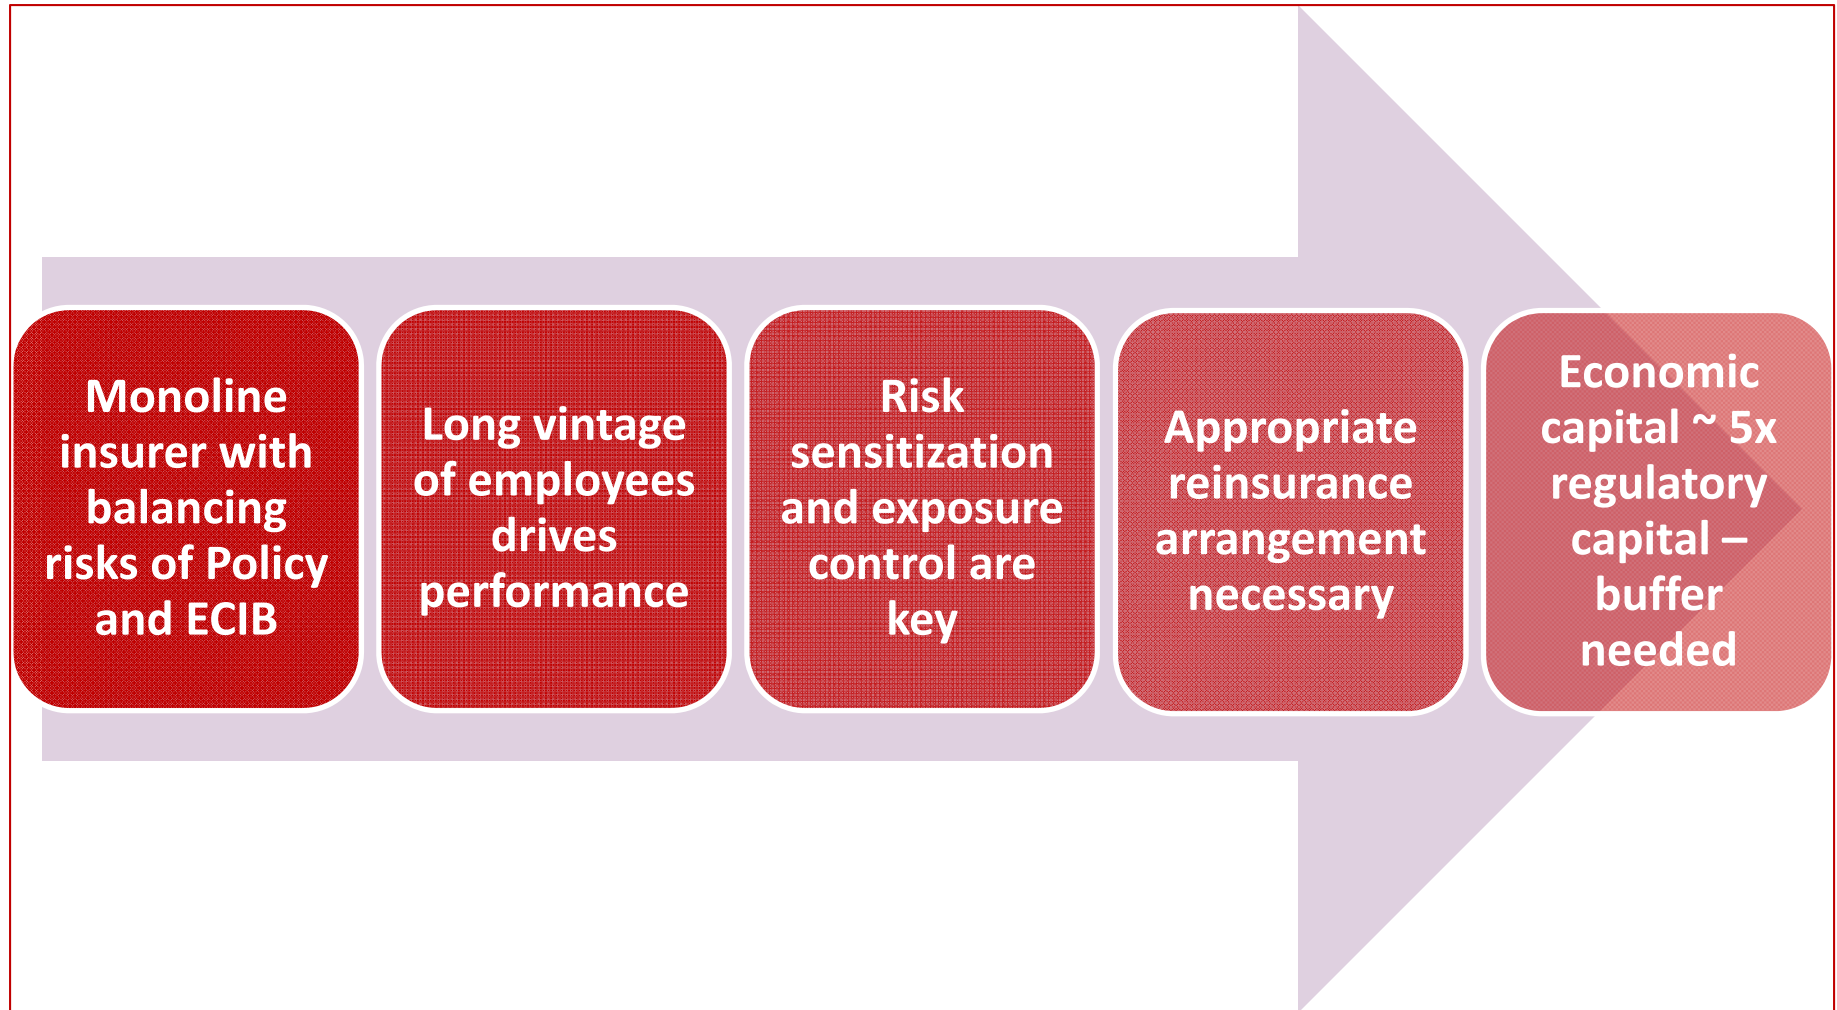 Monoline
insurer with
balancing
risks of Policy
and ECIB
Long vintage
of employees
drives
performance
Risk
sensitization
and exposure
control are
key
Appropriate
reinsurance
arrangement
necessary
Economic
capital ~ 5x
regulatory
capital –
buffer
needed